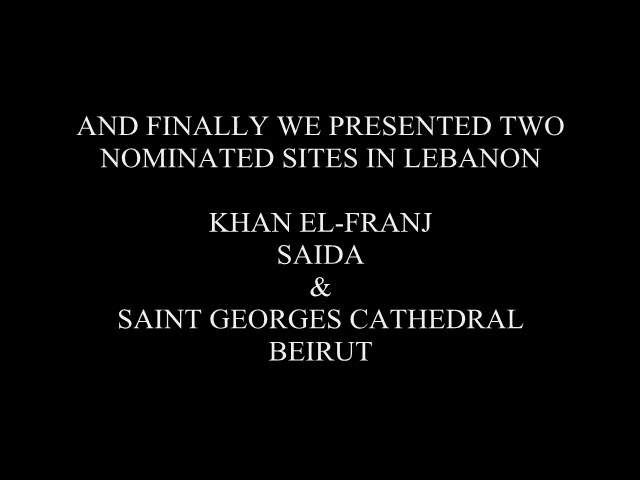 AND FINALLY WE PRESENTED TWO
NOMINATED SITES IN LEBANON
KHAN EL-FRANJ
SAIDA
&
SAINT GEORGES CATHEDRAL
BEIRUT